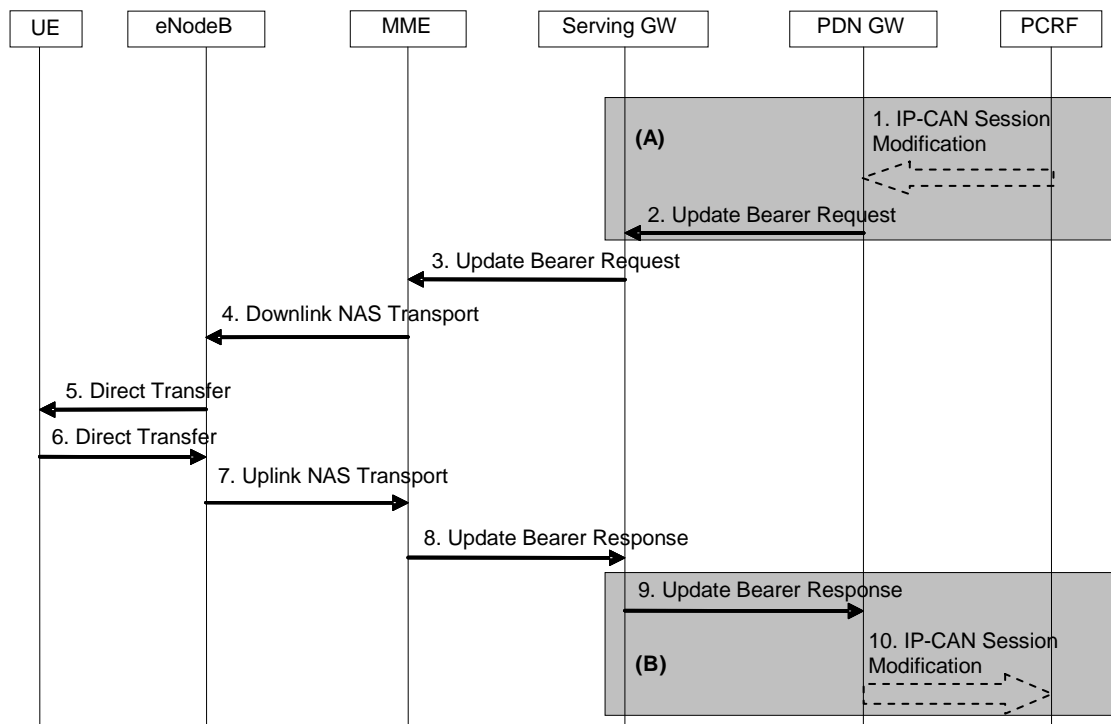 UE
eNodeB
MME
Serving GW
PDN GW
PCRF
(A)
1. IP-CAN Session
Modification
2. Update Bearer Request
3. Update Bearer Request
4. Downlink NAS Transport
5. Direct Transfer
6. Direct Transfer
7. Uplink NAS Transport
8. Update Bearer Response
9. Update Bearer Response
(B)
10. IP-CAN Session
Modification